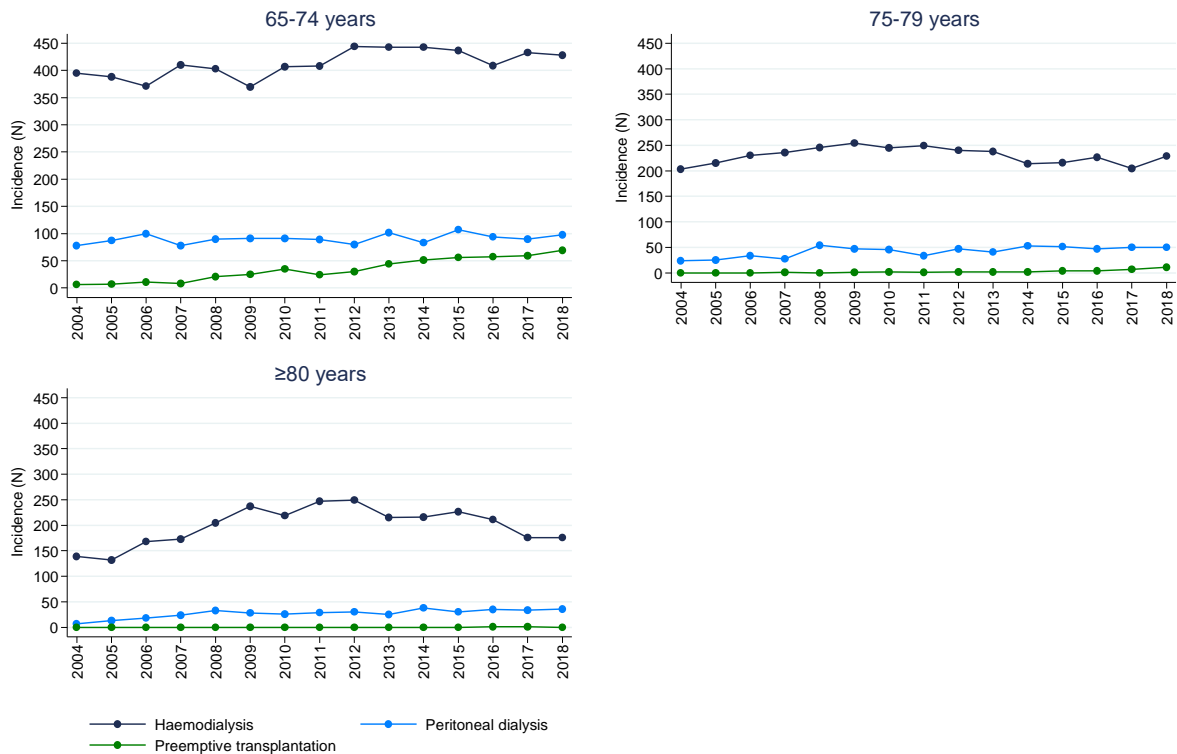 65-74 years
Incidence (N)
450
400
350
300
250
200
150
100
50
0
2004 2005 2006 2007 2008 2009 2010 2011 2012 2013 2014 2015 2016 2017 2018
75-79 years
Incidence (N)
450
400
350
300
250
200
150
100
50
0
2004 2005 2006 2007 2008 2009 2010 2011 2012 2013 2014 2015 2016 2017 2018
≥80 years
Incidence (N)
450
400
350
300
250
200
150
100
50
0
2004 2005 2006 2007 2008 2009 2010 2011 2012 2013 2014 2015 2016 2017 2018
Haemodialysis
Peritoneal dialysis
Preemptive transplantation